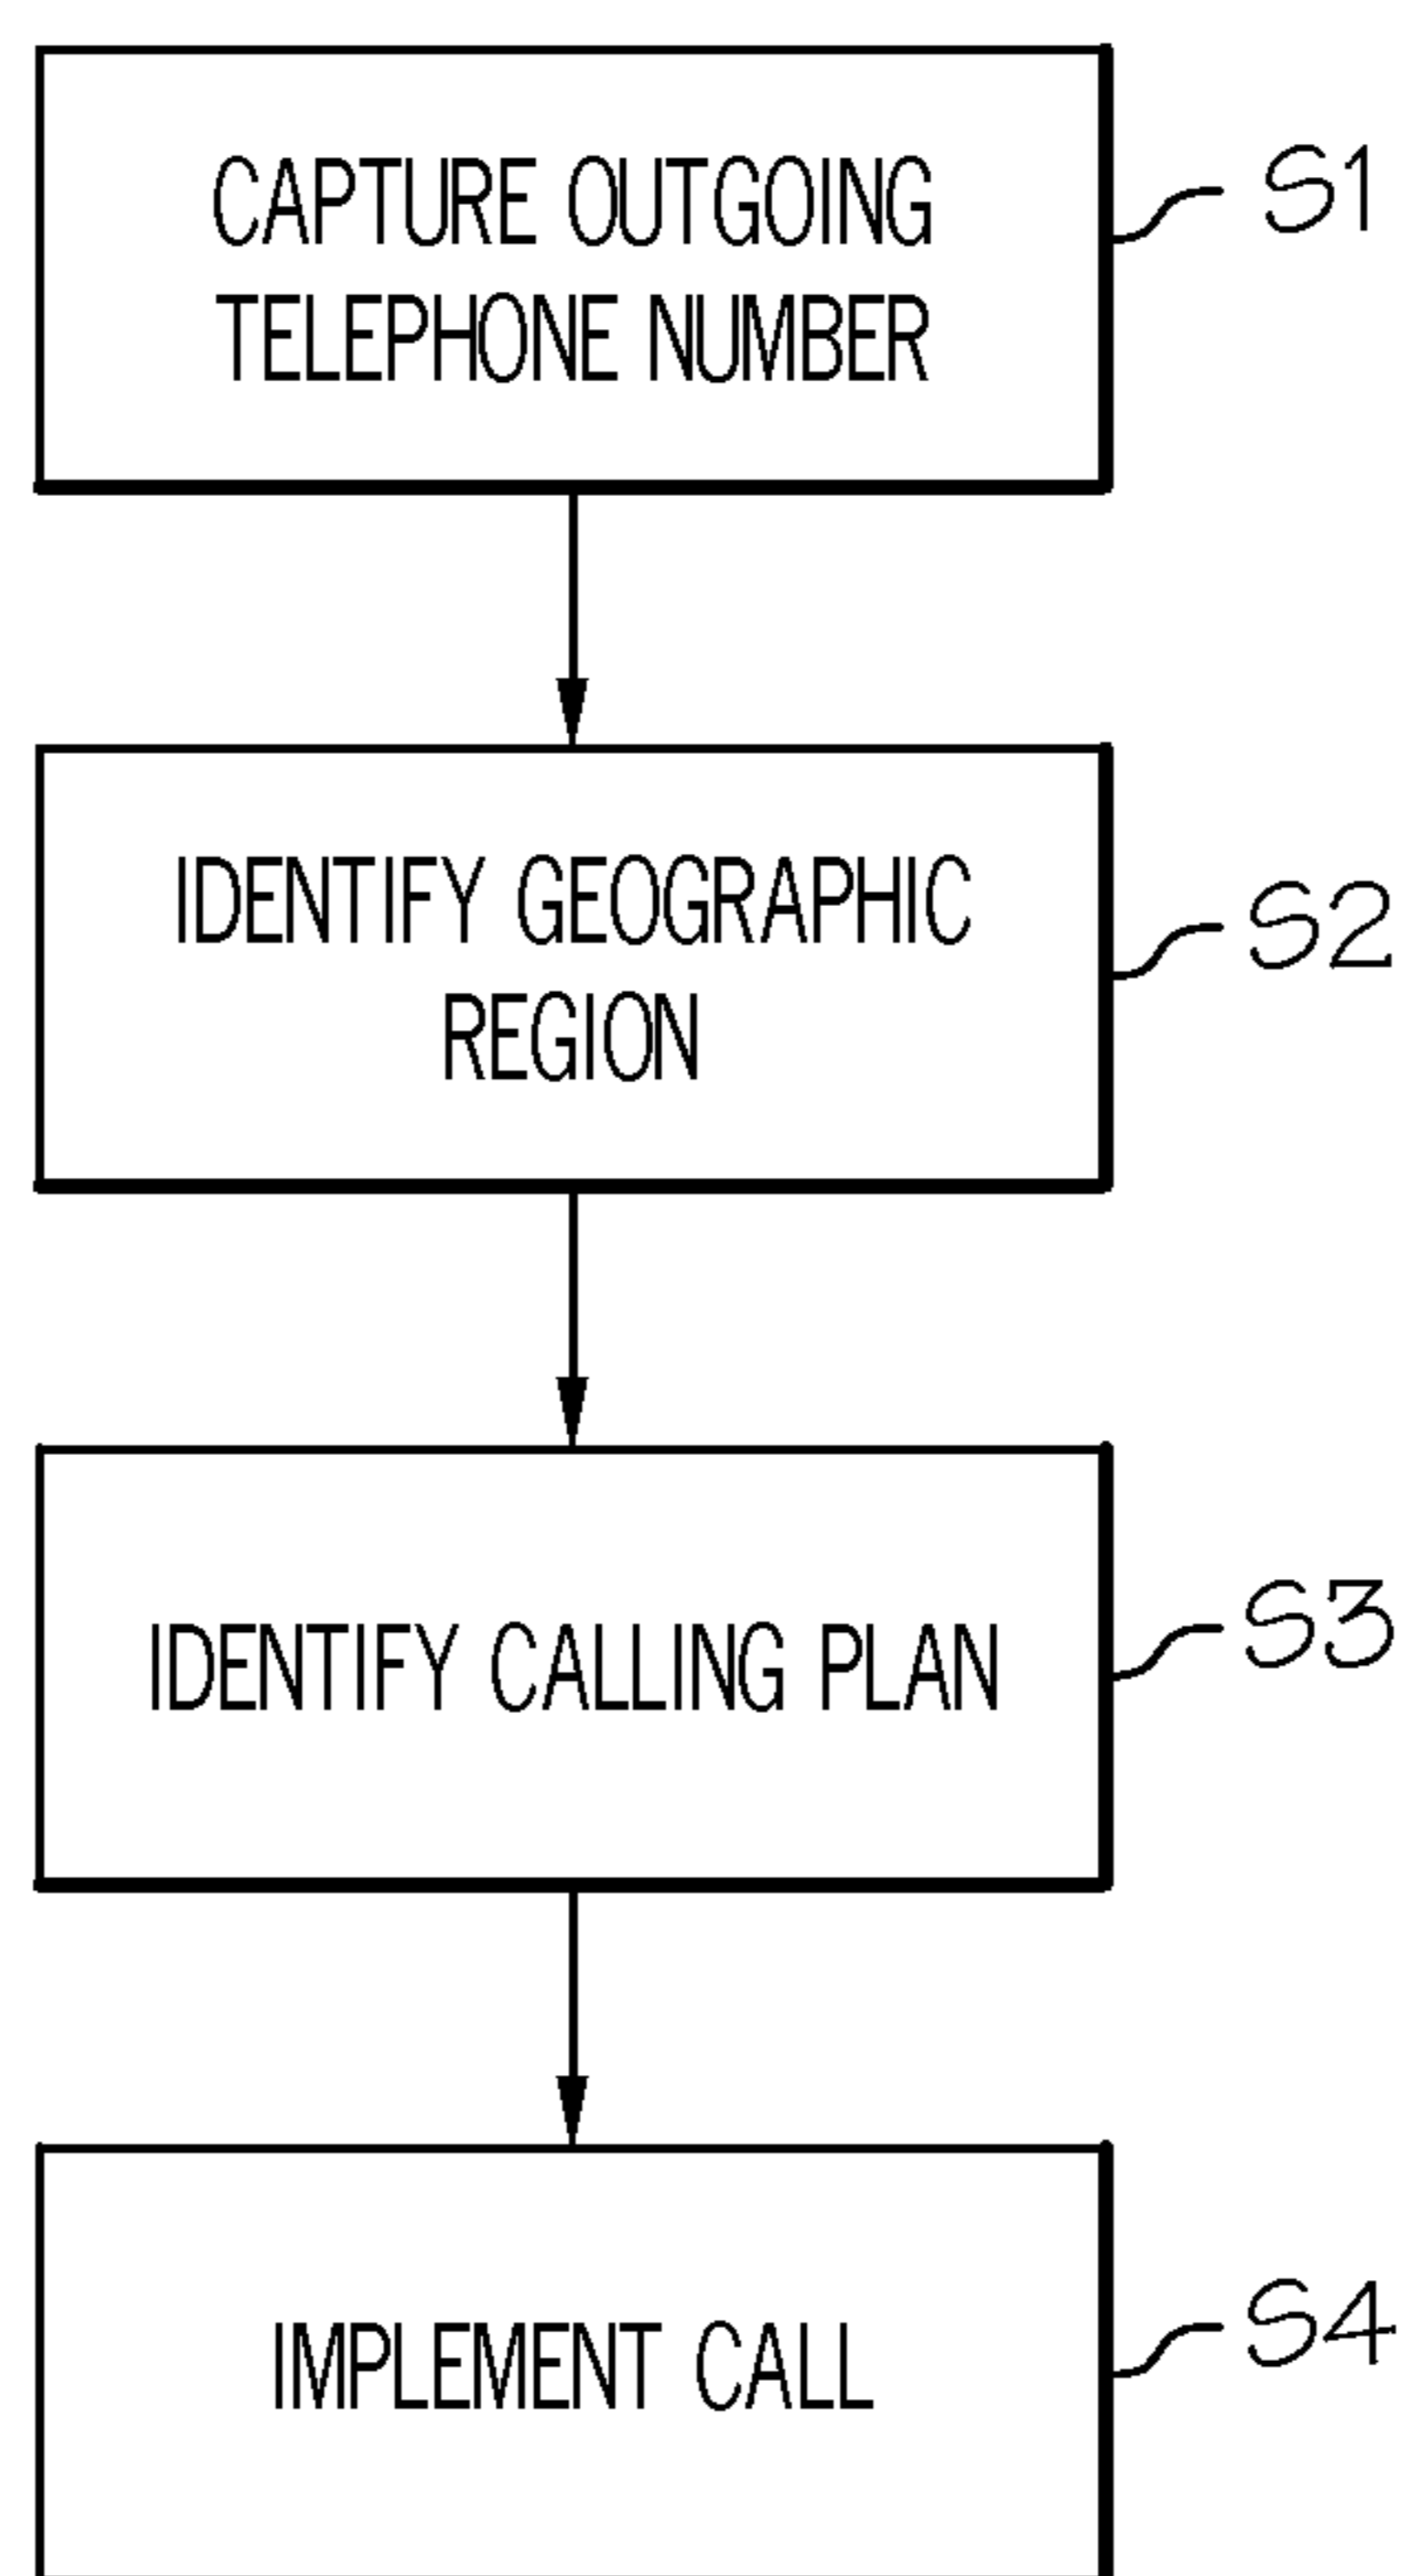 CAPTURE OUTGOING
TELEPHONE NUMBER
S1
IDENTIFY GEOGRAPHIC
REGION
S2
IDENTIFY CALLING PLAN
S3
IMPLEMENT CALL
S4